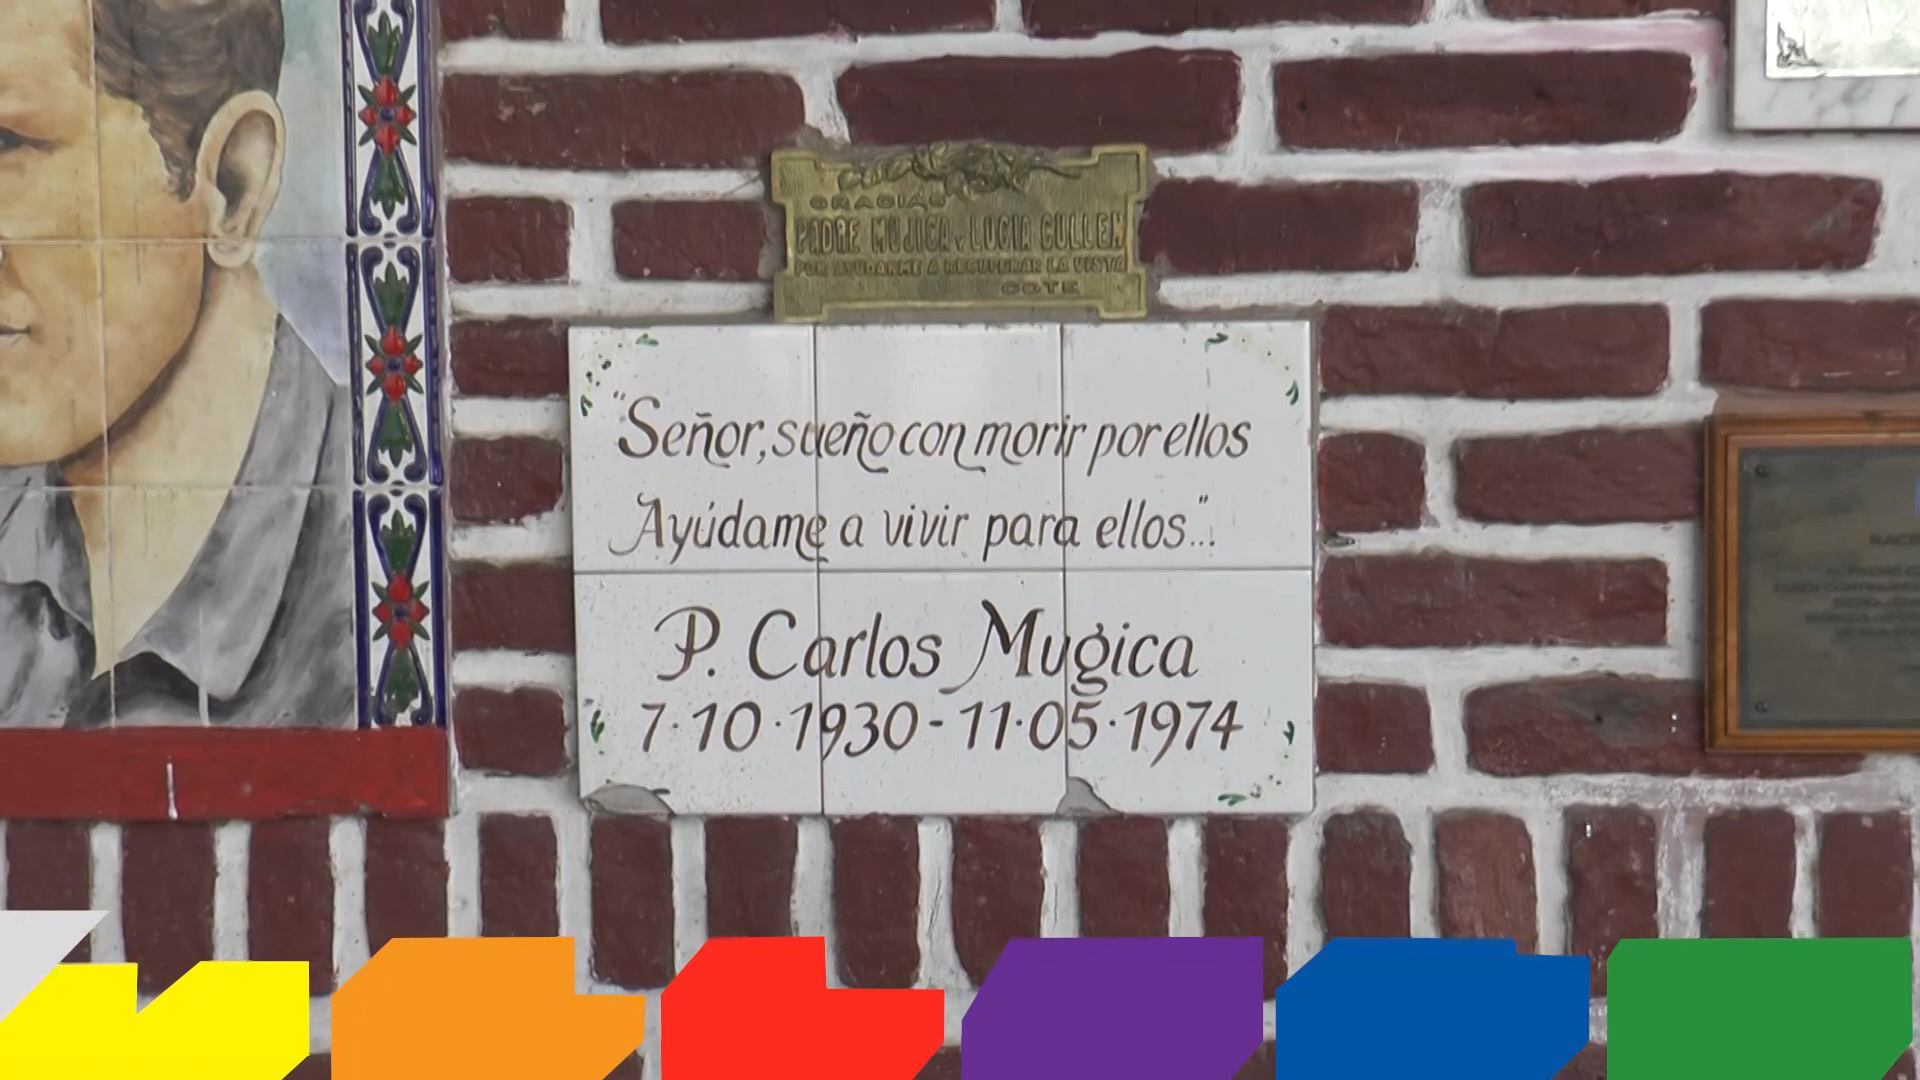 GRACIAS
PADRE MUJICA Y LUCIA CULLEN
POR AYUDARME A RECUPERAR LA VISTA
COTE
"Señor, sueño con morir por ellos
Ayúdame a vivir para ellos"...
P. Carlos Mugica
7·10·1930-11·05·1974